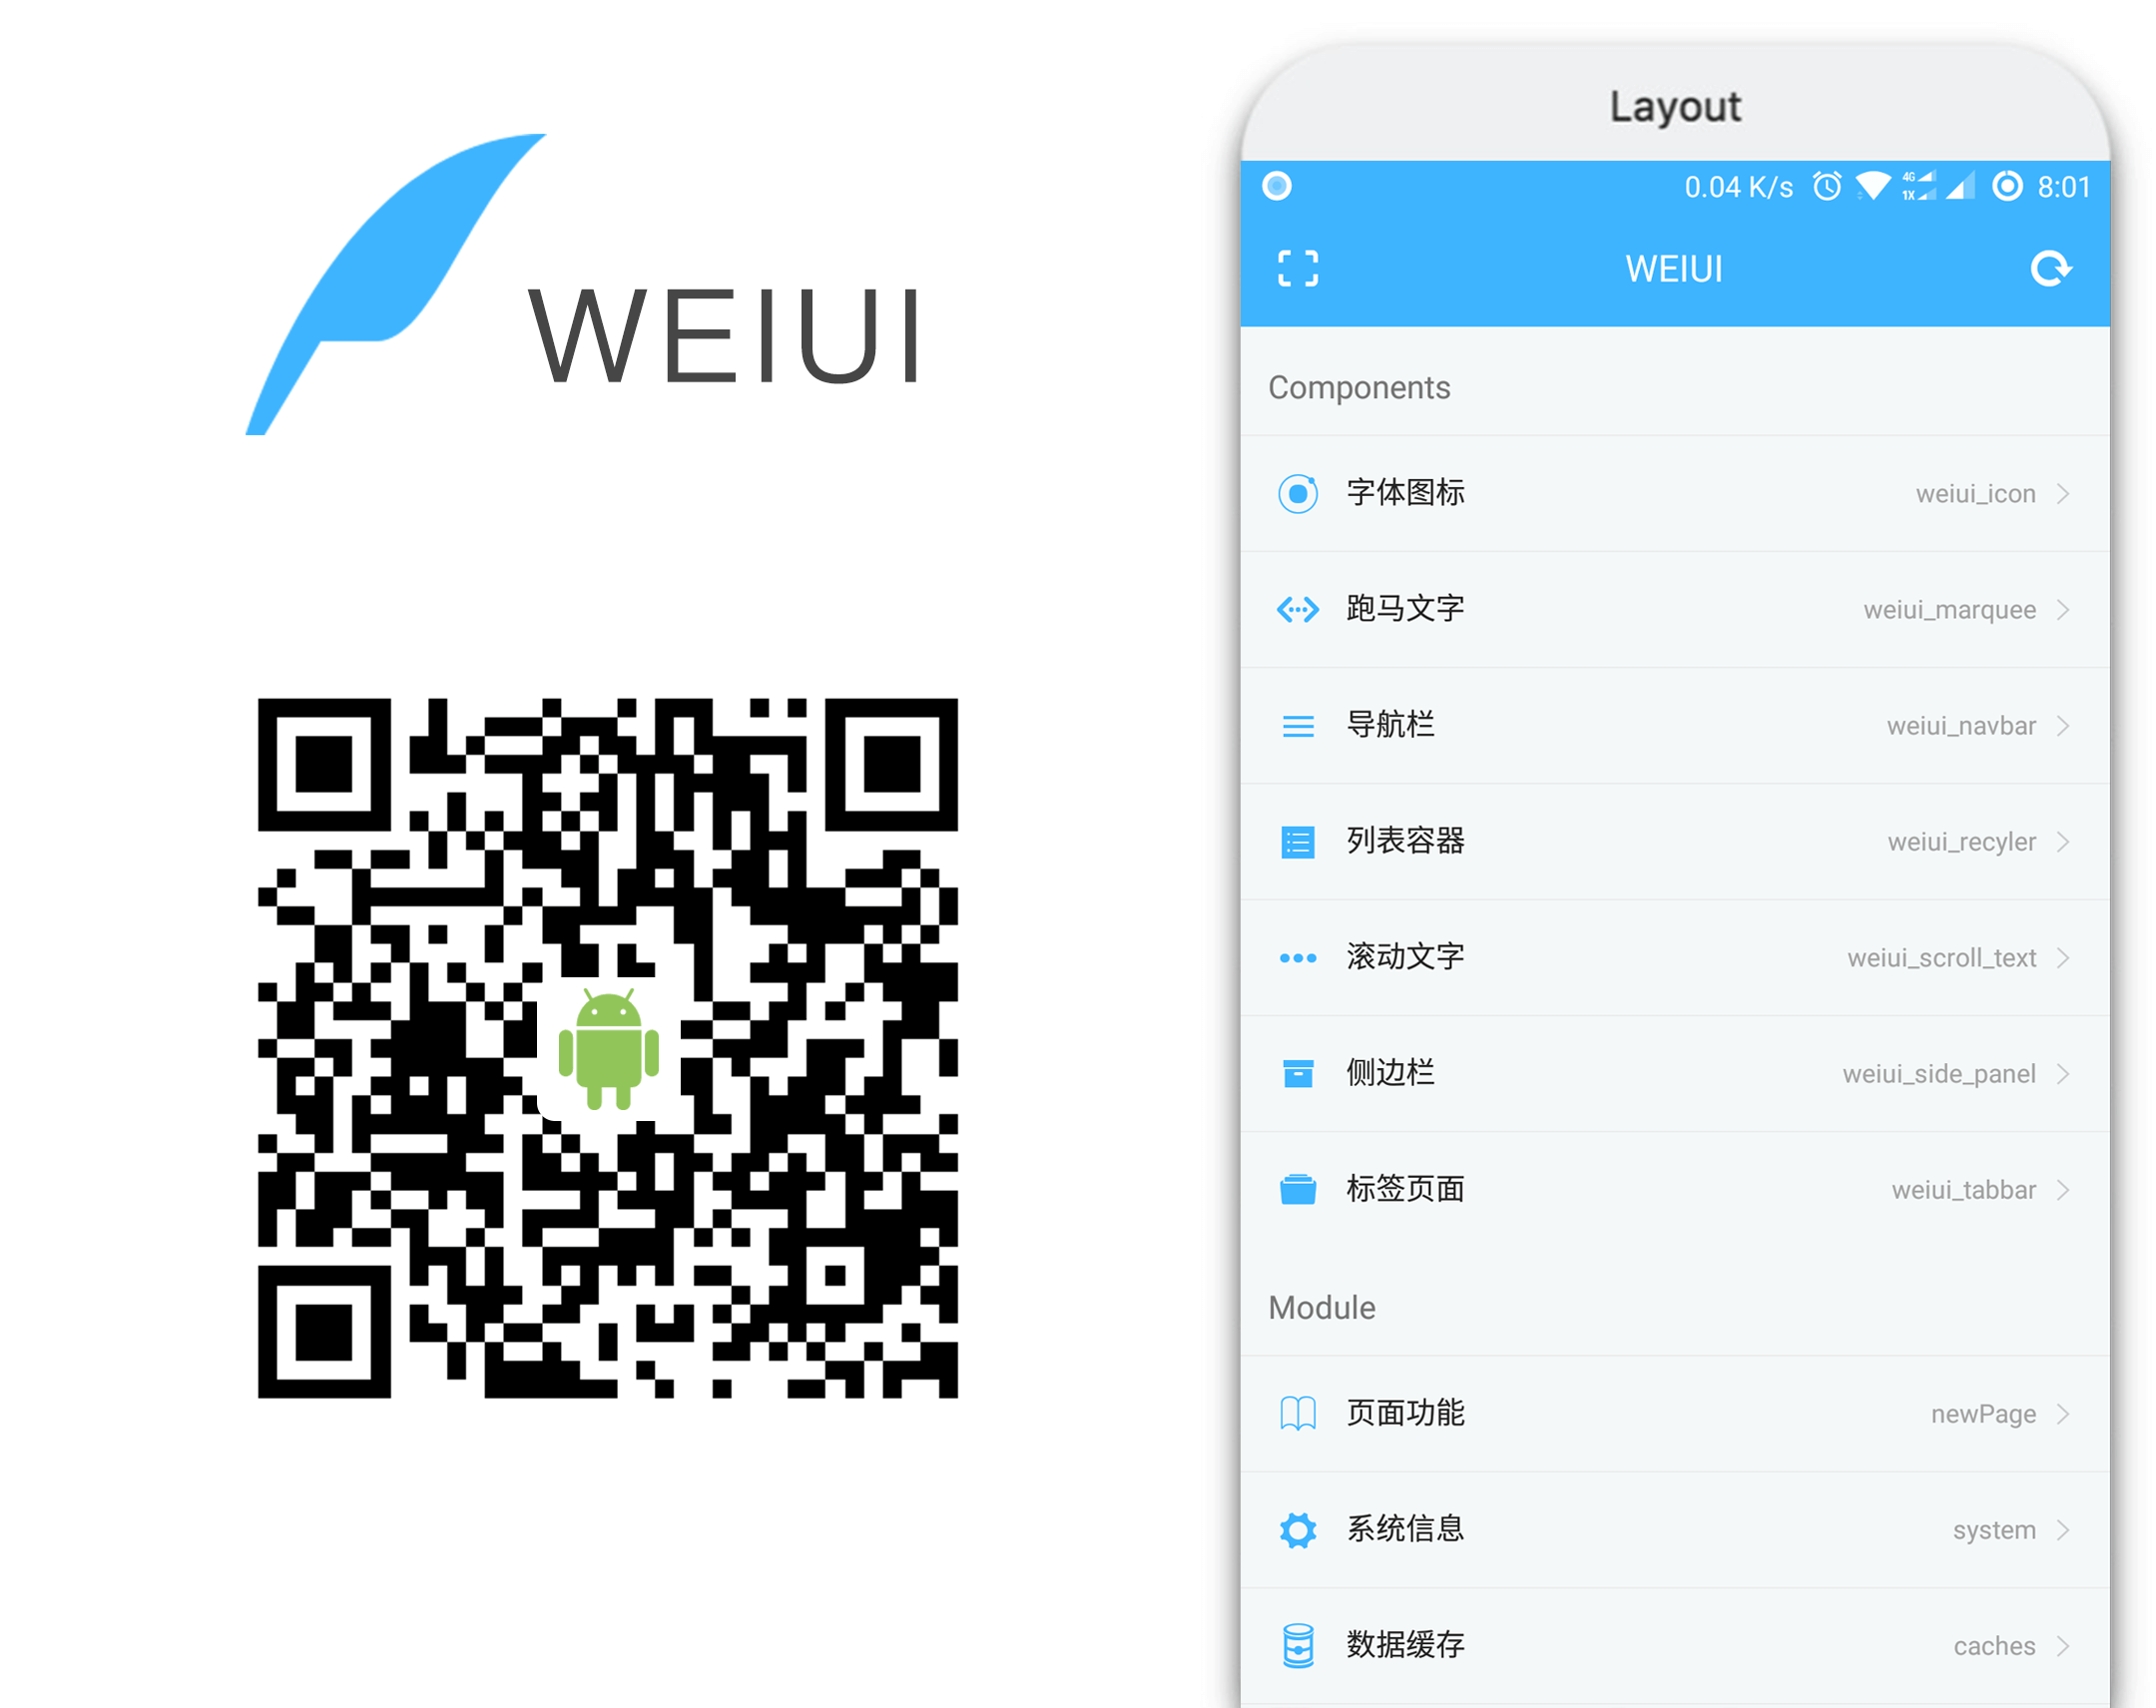 WEIUI
Layout
0.04 K/s 4G 1X 8:01
WEIUI
Components
字体图标 weiui_icon
跑马文字 weiui_marquee
导航栏 weiui_navbar
列表容器 weiui_recyler
滚动文字 weiui_scroll_text
侧边栏 weiui_side_panel
标签页面 weiui_tabbar
Module
页面功能 newPage
系统信息 system
数据缓存 caches